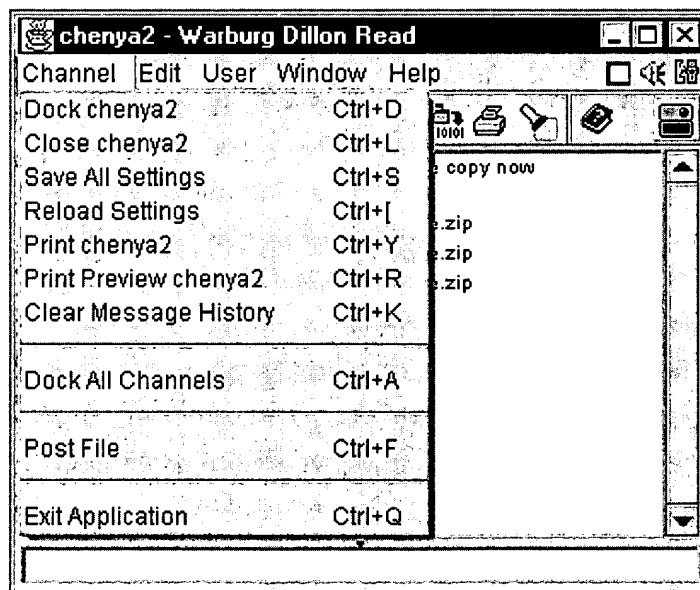 chenya2 - Warburg Dillon Read
Channel Edit User Window Help
Dock chenya2 Ctrl+D
Close chenya2 Ctrl+L
Save All Settings Ctrl+S
Reload Settings Ctrl+[
Print chenya2 Ctrl+Y
Print Preview chenya2 Ctrl+R
Clear Message History Ctrl+K
Dock All Channels Ctrl+A
Post File Ctrl+F
Exit Application Ctrl+Q
10101
copy now
.zip
.zip
.zip